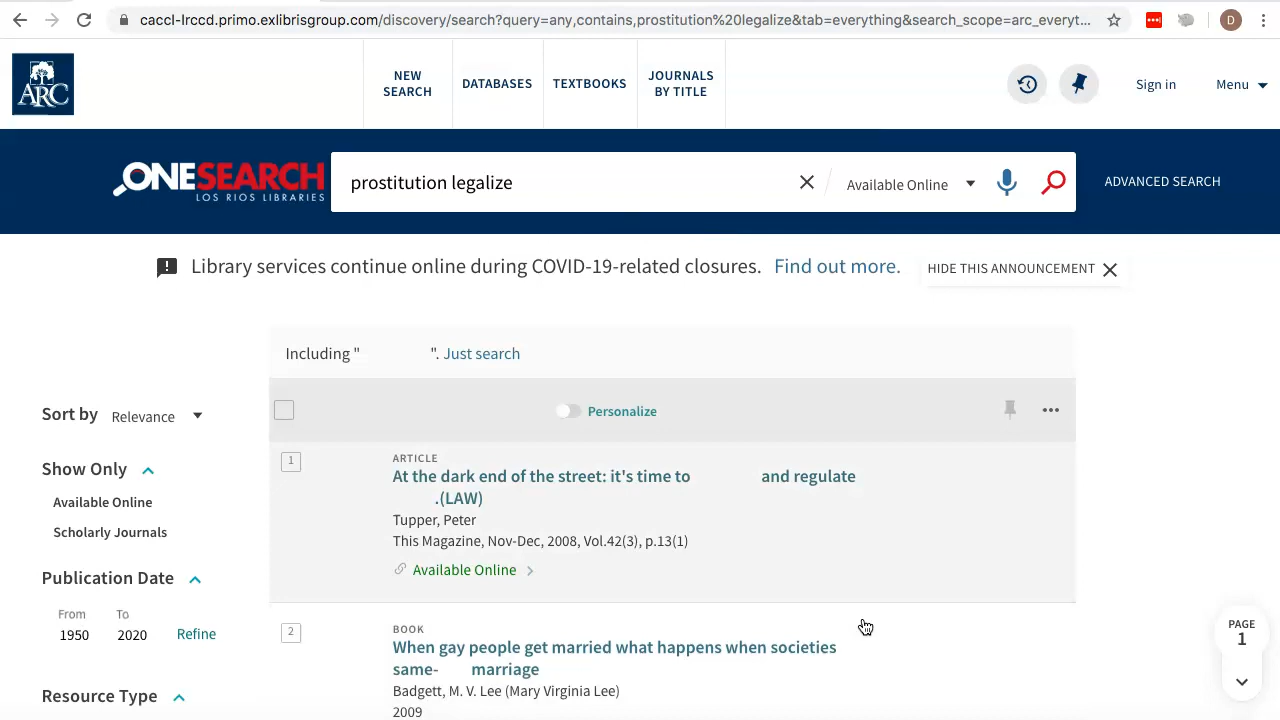 caccl-lrccd.primo.exlibrisgroup.com/discovery/search?query=any,contains,prostitution%20legalize&tab=everything&search_scope=arc_everyt...
D
ARC
NEW SEARCH
DATABASES
TEXTBOOKS
JOURNALS BY TITLE
Sign in
Menu
ONESEARCH
LOS RIOS LIBRARIES
prostitution legalize
Available Online
ADVANCED SEARCH
Library services continue online during COVID-19-related closures. Find out more.
HIDE THIS ANNOUNCEMENT
Including " ". Just search
Sort by Relevance
Personalize
Show Only
Available Online
Scholarly Journals
Publication Date
From To
1950 2020 Refine
Resource Type
1
ARTICLE
At the dark end of the street: it's time to and regulate
.(LAW)
Tupper, Peter
This Magazine, Nov-Dec, 2008, Vol.42(3), p.13(1)
Available Online
2
BOOK
When gay people get married what happens when societies
same- marriage
Badgett, M. V. Lee (Mary Virginia Lee)
2009
PAGE
1